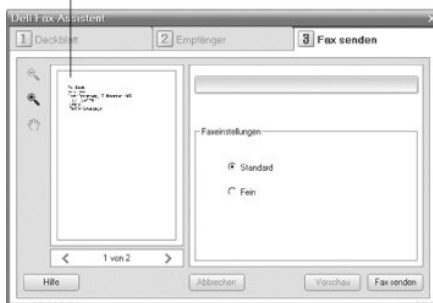 Dell Fax-Assistent
1 Deckblatt
2 Empfänger
3 Fax senden
Faxeinstellungen
Standard
Fein
1 von 2
Hilfe
Abbrechen
Vorschau
Fax senden